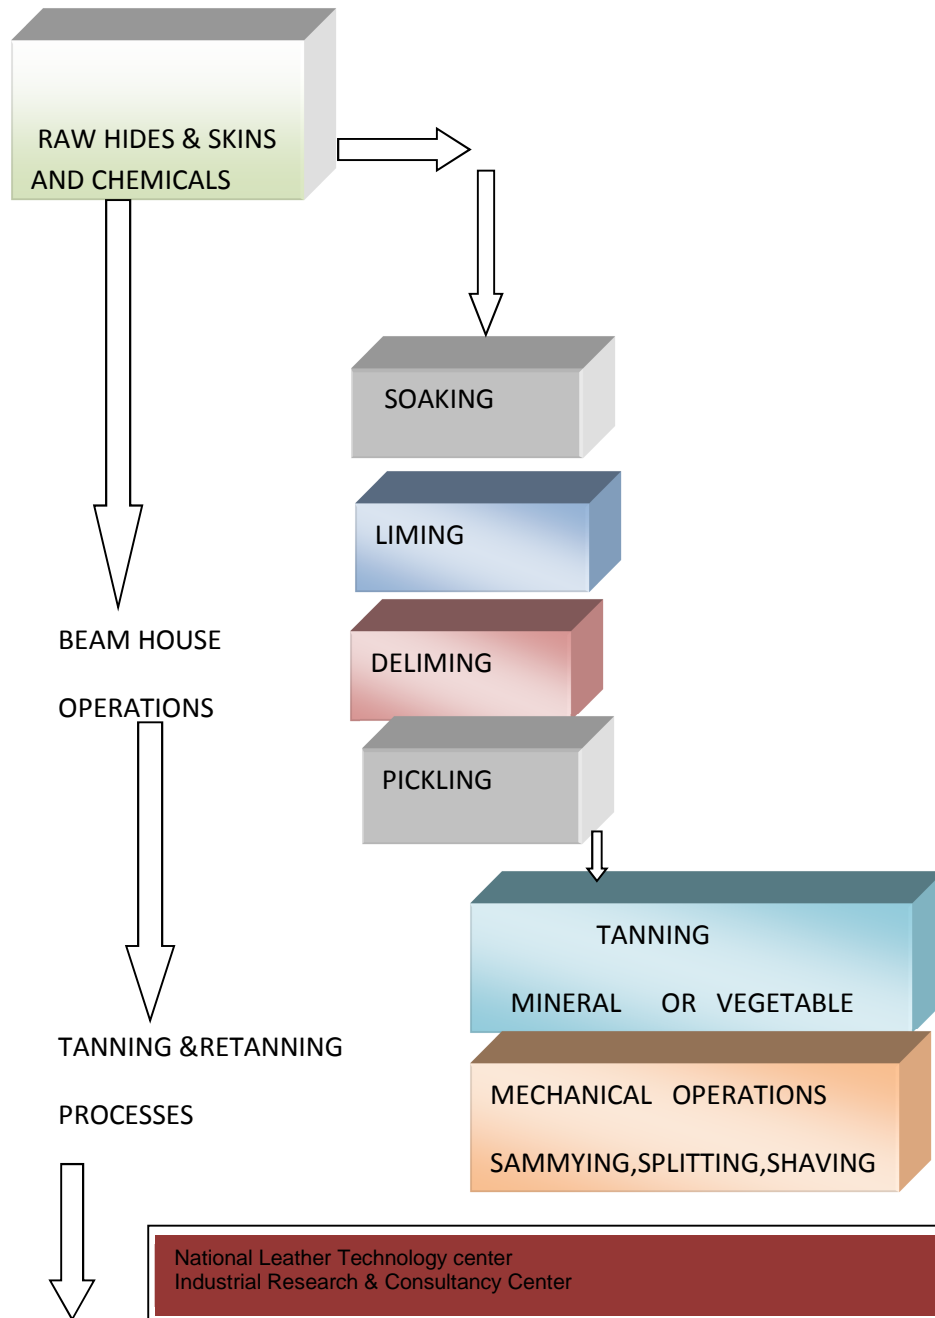 RAW HIDES & SKINS
AND CHEMICALS
SOAKING
LIMING
BEAM HOUSE
OPERATIONS
DELIMING
PICKLING
TANNING
MINERAL OR VEGETABLE
TANNING &RETANNING
PROCESSES
MECHANICAL OPERATIONS
SAMMYING,SPLITTING,SHAVING
National Leather Technology center
Industrial Research & Consultancy Center